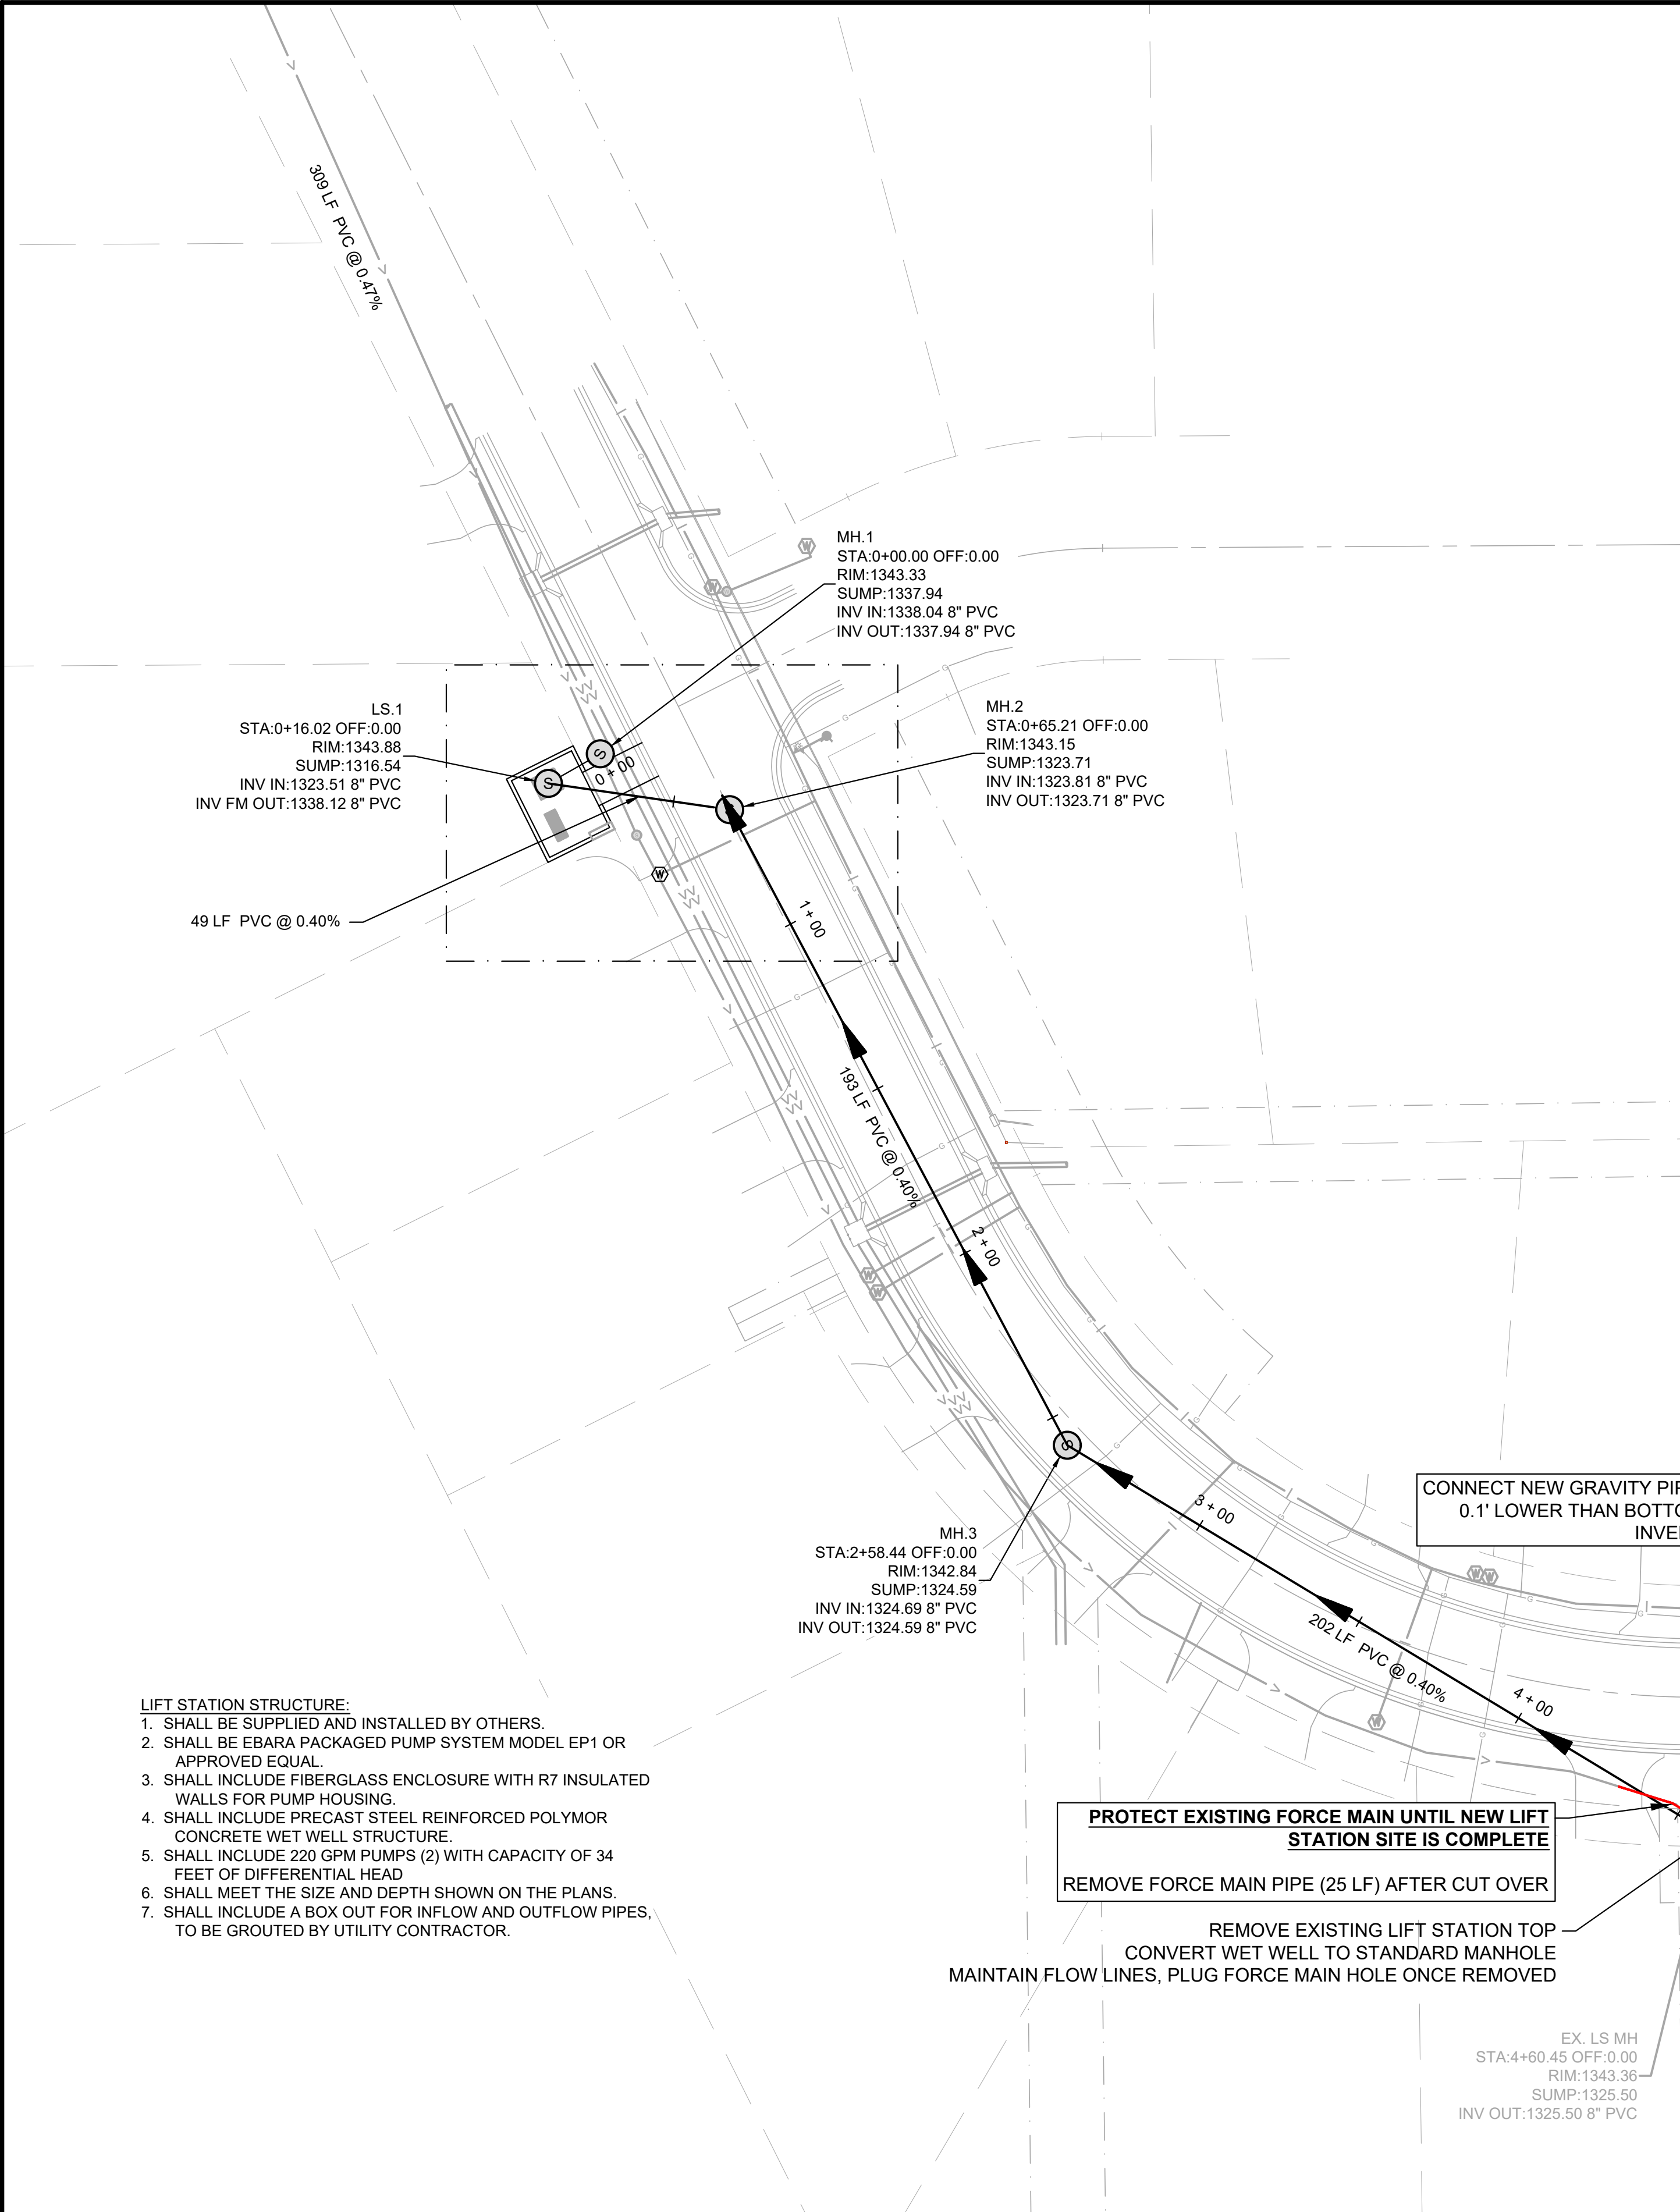 309 LF  PVC @ 0.47%
MH.1
STA:0+00.00 OFF:0.00
RIM:1343.33
SUMP:1337.94
INV IN:1338.04 8" PVC
INV OUT:1337.94 8" PVC
LS.1
STA:0+16.02 OFF:0.00
RIM:1343.88
SUMP:1316.54
INV IN:1323.51 8" PVC
INV FM OUT:1338.12 8" PVC
MH.2
STA:0+65.21 OFF:0.00
RIM:1343.15
SUMP:1323.71
INV IN:1323.81 8" PVC
INV OUT:1323.71 8" PVC
S
S
0+00
49 LF  PVC @ 0.40%
W
W
W
1+00
193 LF  PVC @ 0.40%
2+00
W
W
S
3+00
CONNECT NEW GRAVITY PI
0.1' LOWER THAN BOTT
INVE
MH.3
STA:2+58.44 OFF:0.00
RIM:1342.84
SUMP:1324.59
INV IN:1324.69 8" PVC
INV OUT:1324.59 8" PVC
W
W
202 LF  PVC @ 0.40%
4+00
W
LIFT STATION STRUCTURE:
1. SHALL BE SUPPLIED AND INSTALLED BY OTHERS.
2. SHALL BE EBARA PACKAGED PUMP SYSTEM MODEL EP1 OR
APPROVED EQUAL.
3. SHALL INCLUDE FIBERGLASS ENCLOSURE WITH R7 INSULATED
WALLS FOR PUMP HOUSING.
4. SHALL INCLUDE PRECAST STEEL REINFORCED POLYMOR
CONCRETE WET WELL STRUCTURE.
5. SHALL INCLUDE 220 GPM PUMPS (2) WITH CAPACITY OF 34
FEET OF DIFFERENTIAL HEAD
6. SHALL MEET THE SIZE AND DEPTH SHOWN ON THE PLANS.
7. SHALL INCLUDE A BOX OUT FOR INFLOW AND OUTFLOW PIPES,
TO BE GROUTED BY UTILITY CONTRACTOR.
PROTECT EXISTING FORCE MAIN UNTIL NEW LIFT
STATION SITE IS COMPLETE
REMOVE FORCE MAIN PIPE (25 LF) AFTER CUT OVER
REMOVE EXISTING LIFT STATION TOP
CONVERT WET WELL TO STANDARD MANHOLE
MAINTAIN FLOW LINES, PLUG FORCE MAIN HOLE ONCE REMOVED
EX. LS MH
STA:4+60.45 OFF:0.00
RIM:1343.36
SUMP:1325.50
INV OUT:1325.50 8" PVC